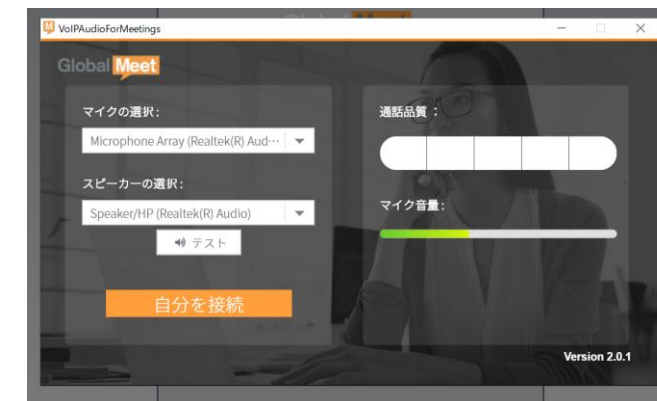 VoIPAudioForMeetings
Global Meet
マイクの選択:
Microphone Array (Realtek(R) Aud…
スピーカーの選択:
Speaker/HP (Realtek(R) Audio)
テスト
自分を接続
通話品質 :
マイク音量:
Version 2.0.1